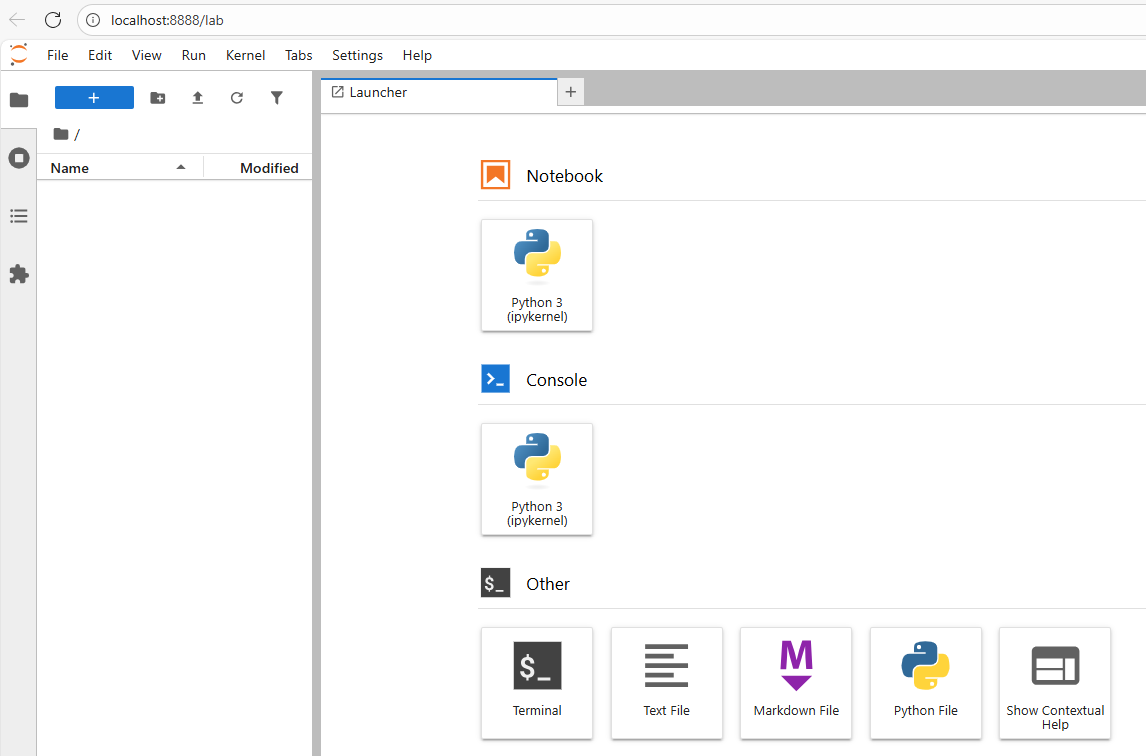 localhost:8888/lab
File Edit View Run Kernel Tabs Settings Help
+
Launcher
+
/
Name Modified
Notebook
Python 3
(ipykernel)
>_ Console
Python 3
(ipykernel)
$_ Other
$_
Terminal
Text File
M
Markdown File
Python File
Show Contextual
Help